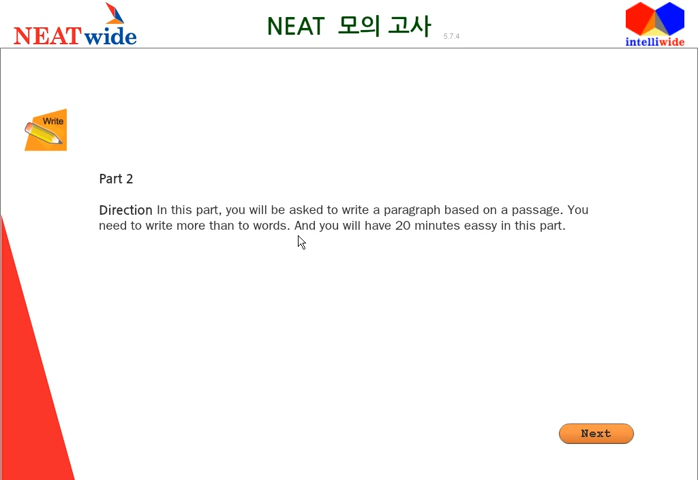 NEATwide
NEAT 모의 고사 5.7.4
intelliwide
Write
Part 2
Direction In this part, you will be asked to write a paragraph based on a passage. You
need to write more than to words. And you will have 20 minutes eassy in this part.
Next